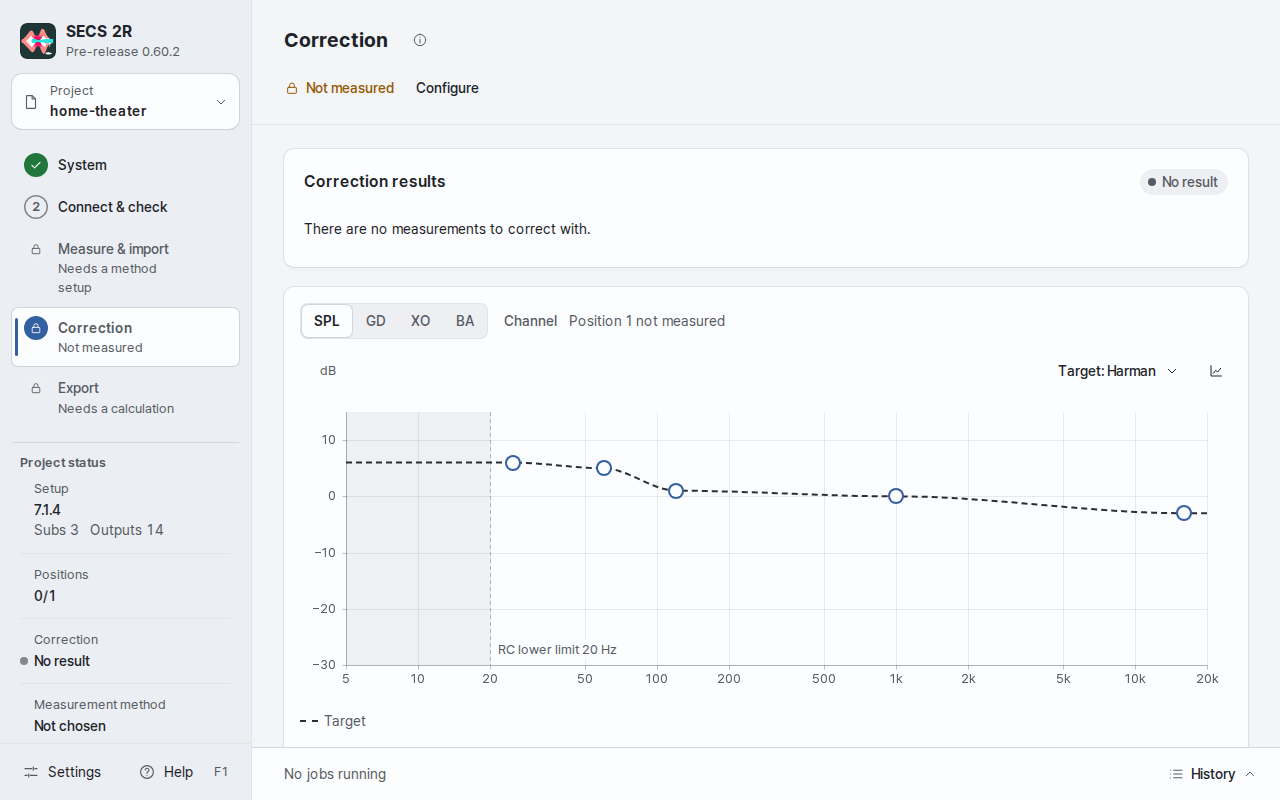 SECS 2R
Pre-release 0.60.2
Project
home-theater
System
2 Connect & check
Measure & import
Needs a method
setup
Correction
Not measured
Export
Needs a calculation
Project status
Setup
7.1.4
Subs 3 Outputs 14
Positions
0/1
Correction
No result
Measurement method
Not chosen
Settings Help F1
Correction
Not measured Configure
Correction results No result
There are no measurements to correct with.
SPL GD XO BA Channel Position 1 not measured
dB Target: Harman
10
0
−10
−20
−30
RC lower limit 20 Hz
5 10 20 50 100 200 500 1k 2k 5k 10k 20k
Target
No jobs running History